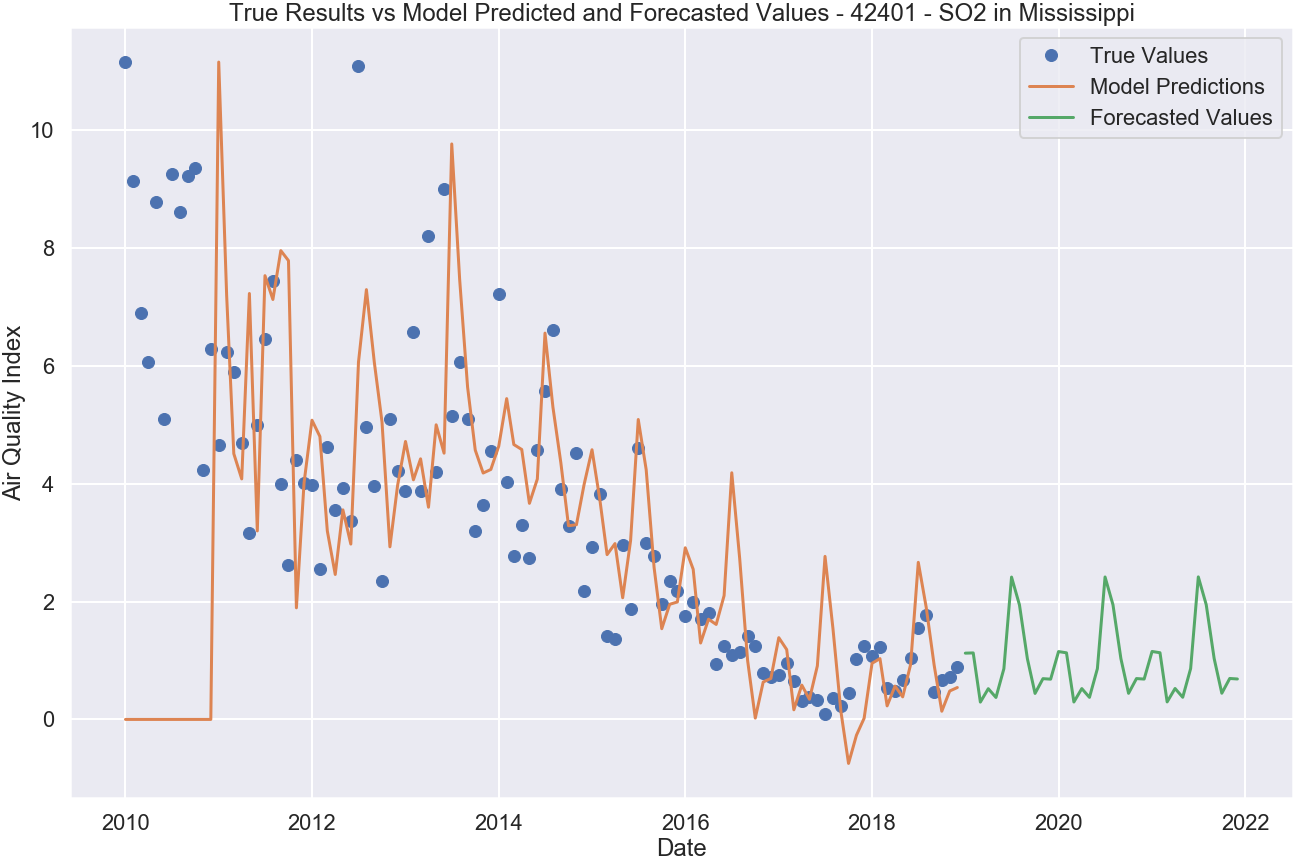 True Results vs Model Predicted and Forecasted Values - 42401 - SO2 in Mississippi
True Values
Model Predictions
Forecasted Values
Air Quality Index
10
8
6
4
2
0
2010 2012 2014 2016 2018 2020 2022
Date